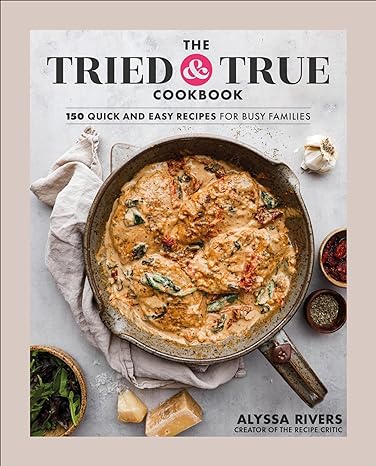 THE
TRIED & TRUE
COOKBOOK
150 QUICK AND EASY RECIPES FOR BUSY FAMILIES
ALYSSA RIVERS
CREATOR OF THE RECIPE CRITIC